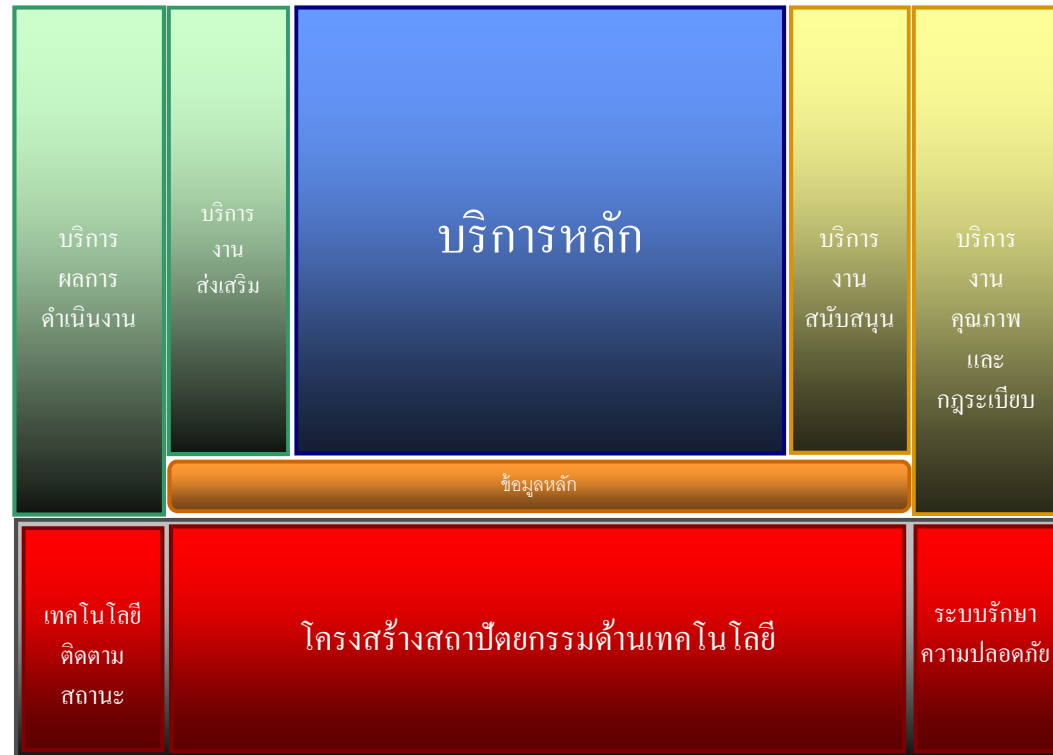 บริการ
ผลการ
ดำเนินงาน
บริการ
งาน
ส่งเสริม
บริการหลัก
บริการ
งาน
สนับสนุน
บริการ
งาน
คุณภาพ
และ
กฎระเบียบ
ข้อมูลหลัก
เทคโนโลยี
ติดตาม
สถานะ
โครงสร้างสถาปัตยกรรมด้านเทคโนโลยี
ระบบรักษา
ความปลอดภัย